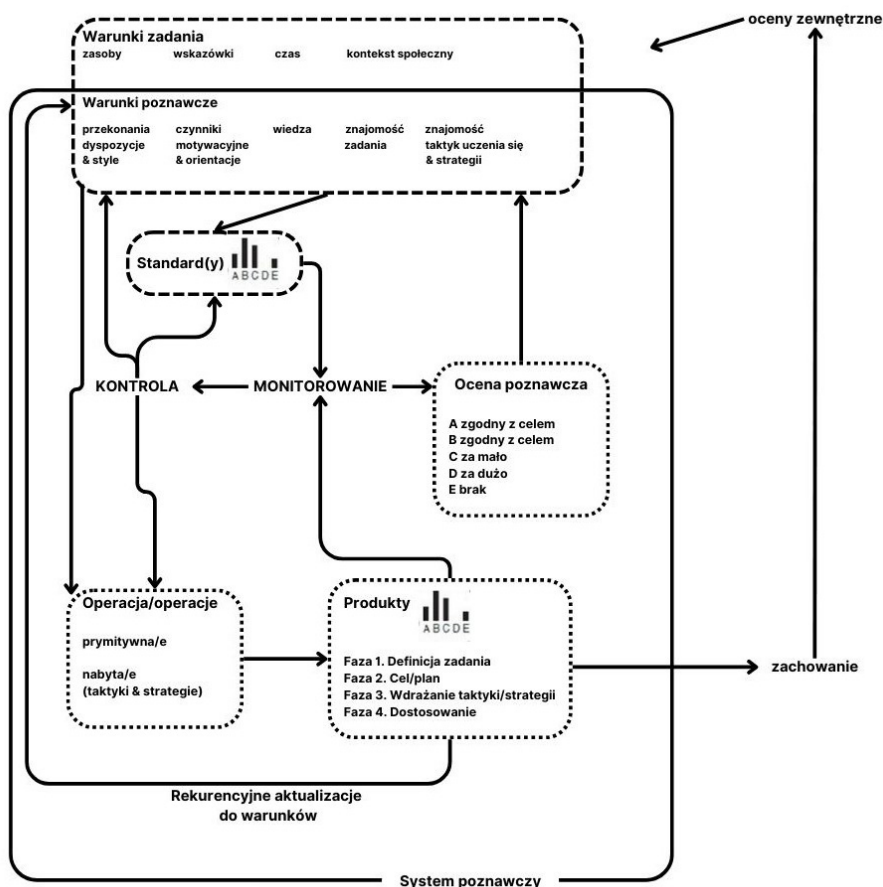 oceny zewnętrzne
Warunki zadania
zasoby wskazówki czas kontekst społeczny
Warunki poznawcze
przekonania czynniki wiedza znajomość znajomość
dyspozycje motywacyjne zadania taktyk uczenia się
& style & orientacje & strategii
Standard(y)
ABCDE
KONTROLA MONITOROWANIE
Ocena poznawcza
A zgodny z celem
B zgodny z celem
C za mało
D za dużo
E brak
Operacja/operacje
prymitywna/e
nabyta/e
(taktyki & strategie)
Produkty
ABCDE
Faza 1. Definicja zadania
Faza 2. Cel/plan
Faza 3. Wdrażanie taktyki/strategii
Faza 4. Dostosowanie
zachowanie
Rekurencyjne aktualizacje
do warunków
System poznawczy